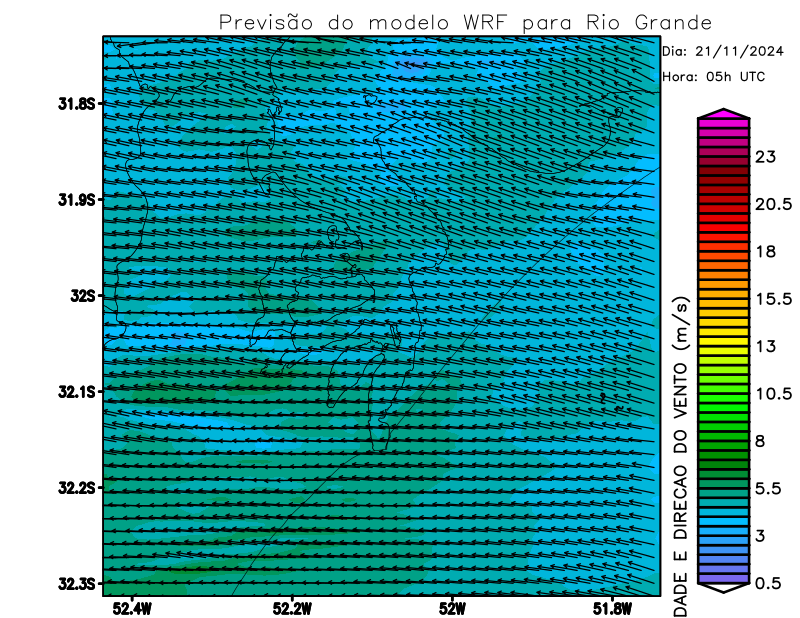 Previsão do modelo WRF para Rio Grande
Dia: 21/11/2024
Hora: 05h UTC
31.8S
31.9S
32S
32.1S
32.2S
32.3S
52.4W
52.2W
52W
51.8W
23
20.5
18
15.5
13
10.5
8
5.5
3
0.5
DADE E DIRECAO DO VENTO (m/s)